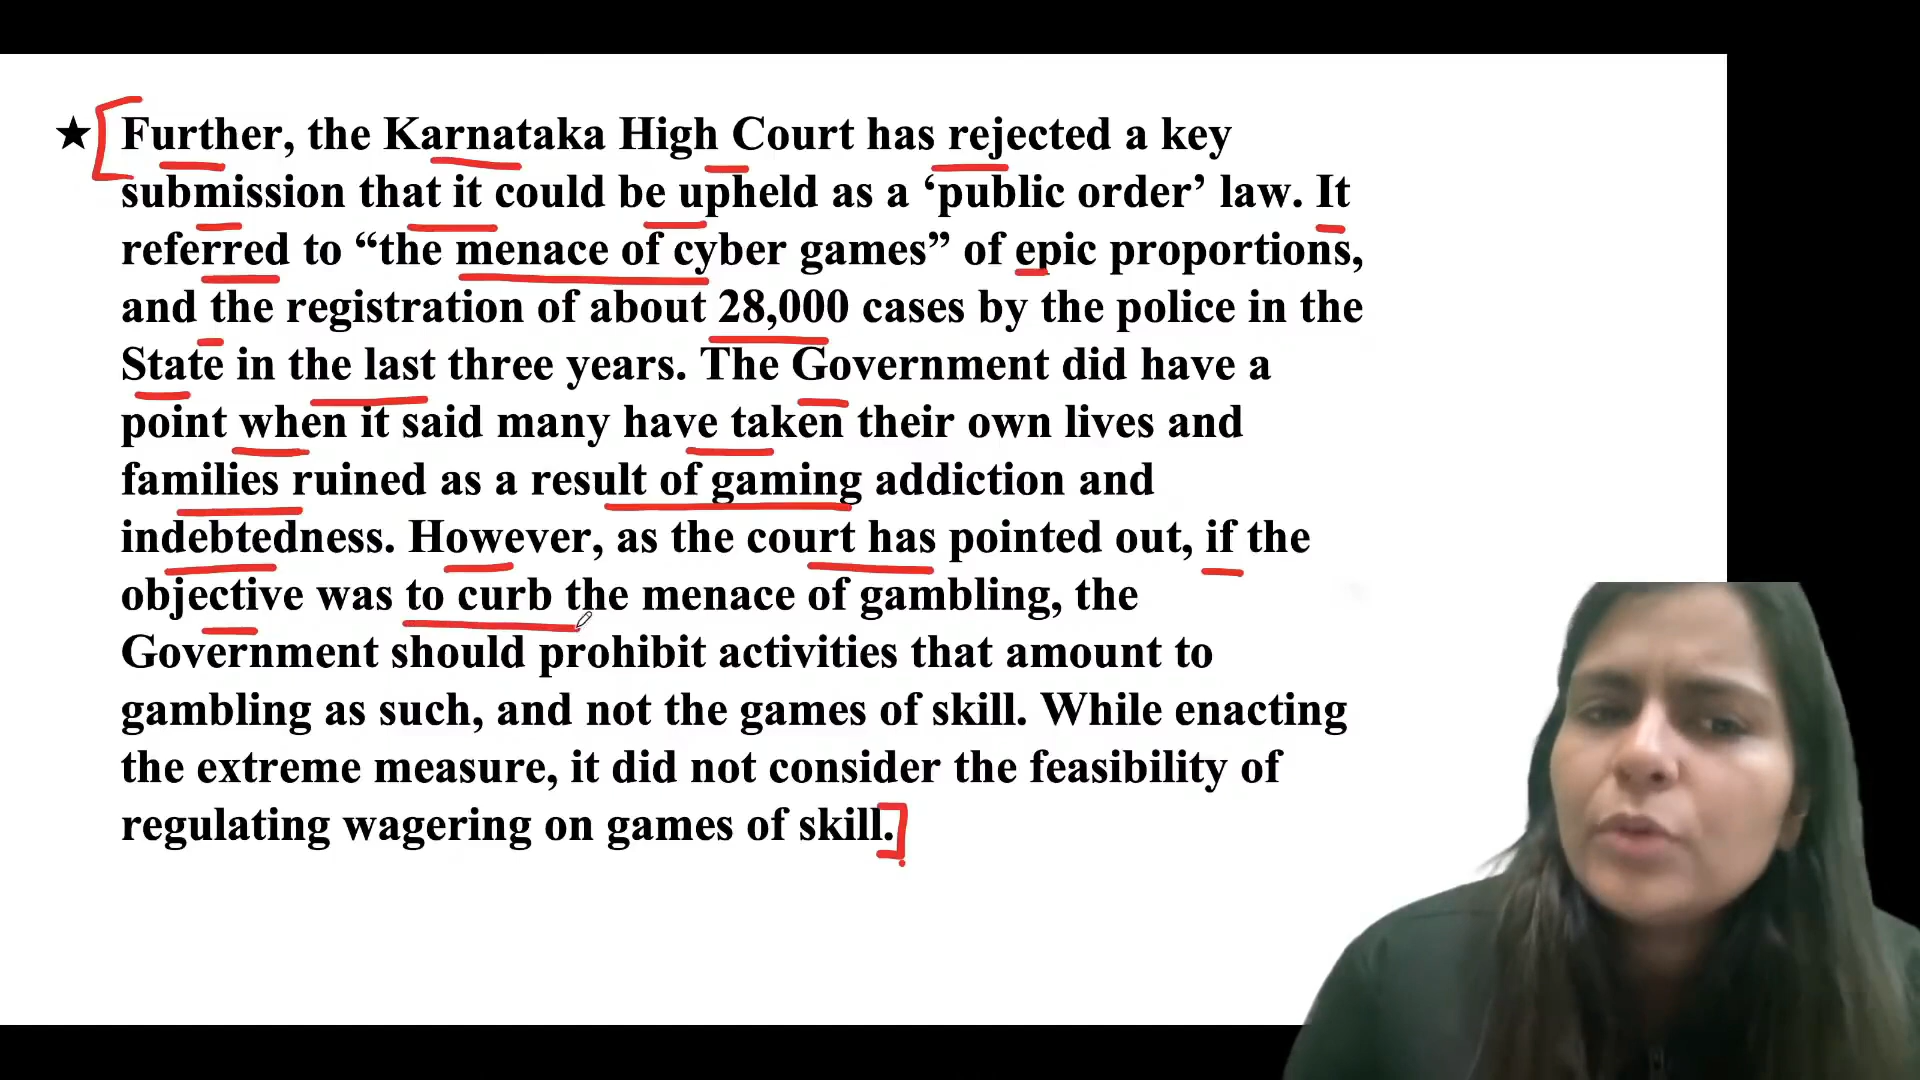 ★ Further, the Karnataka High Court has rejected a key
submission that it could be upheld as a ‘public order’ law. It
referred to “the menace of cyber games” of epic proportions,
and the registration of about 28,000 cases by the police in the
State in the last three years. The Government did have a
point when it said many have taken their own lives and
families ruined as a result of gaming addiction and
indebtedness. However, as the court has pointed out, if the
objective was to curb the menace of gambling, the
Government should prohibit activities that amount to
gambling as such, and not the games of skill. While enacting
the extreme measure, it did not consider the feasibility of
regulating wagering on games of skill.